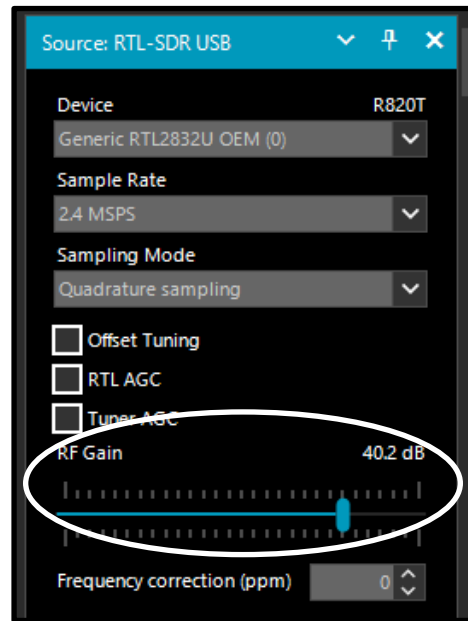 Source: RTL-SDR USB
Device R820T
Generic RTL2832U OEM (0)
Sample Rate
2.4 MSPS
Sampling Mode
Quadrature sampling
Offset Tuning
RTL AGC
Tuner AGC
RF Gain 40.2 dB
Frequency correction (ppm) 0